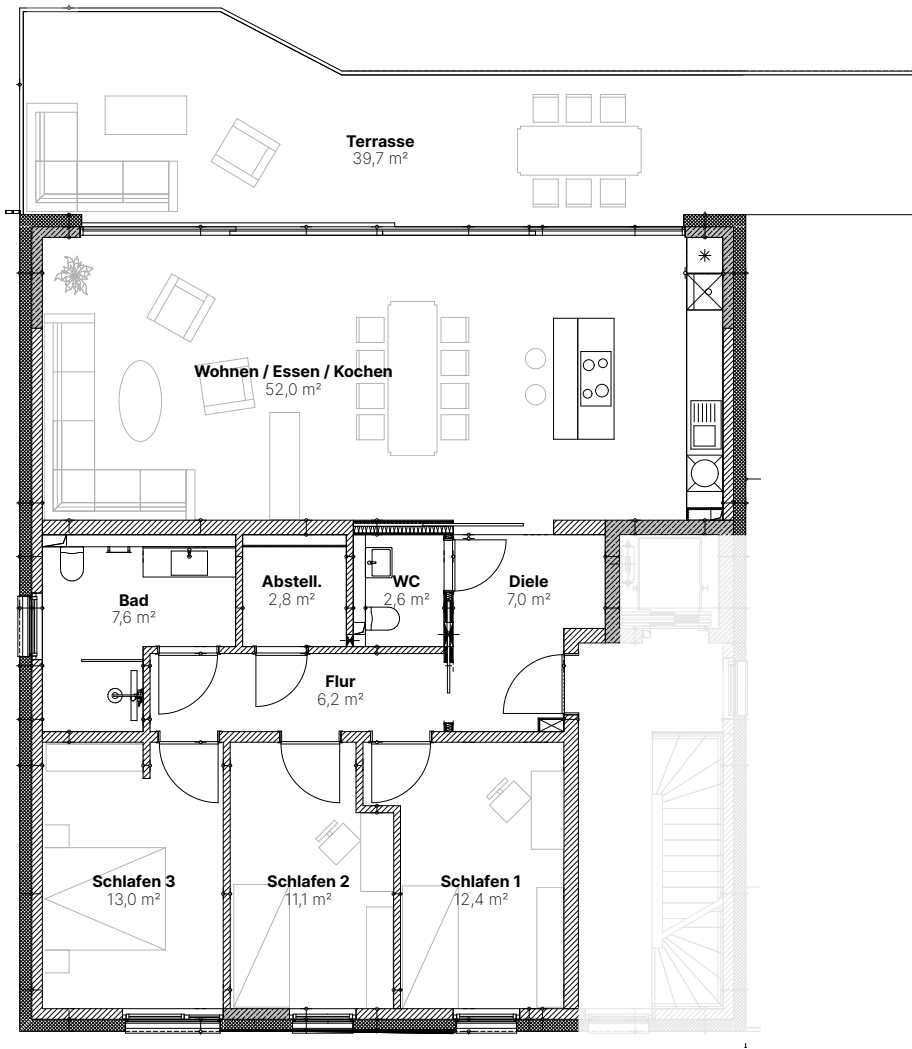 Terrasse
39,7 m²
Wohnen / Essen / Kochen
52,0 m²
Bad
7,6 m²
Abstell.
2,8 m²
WC
2,6 m²
Diele
7,0 m²
Flur
6,2 m²
Schlafen 3
13,0 m²
Schlafen 2
11,1 m²
Schlafen 1
12,4 m²